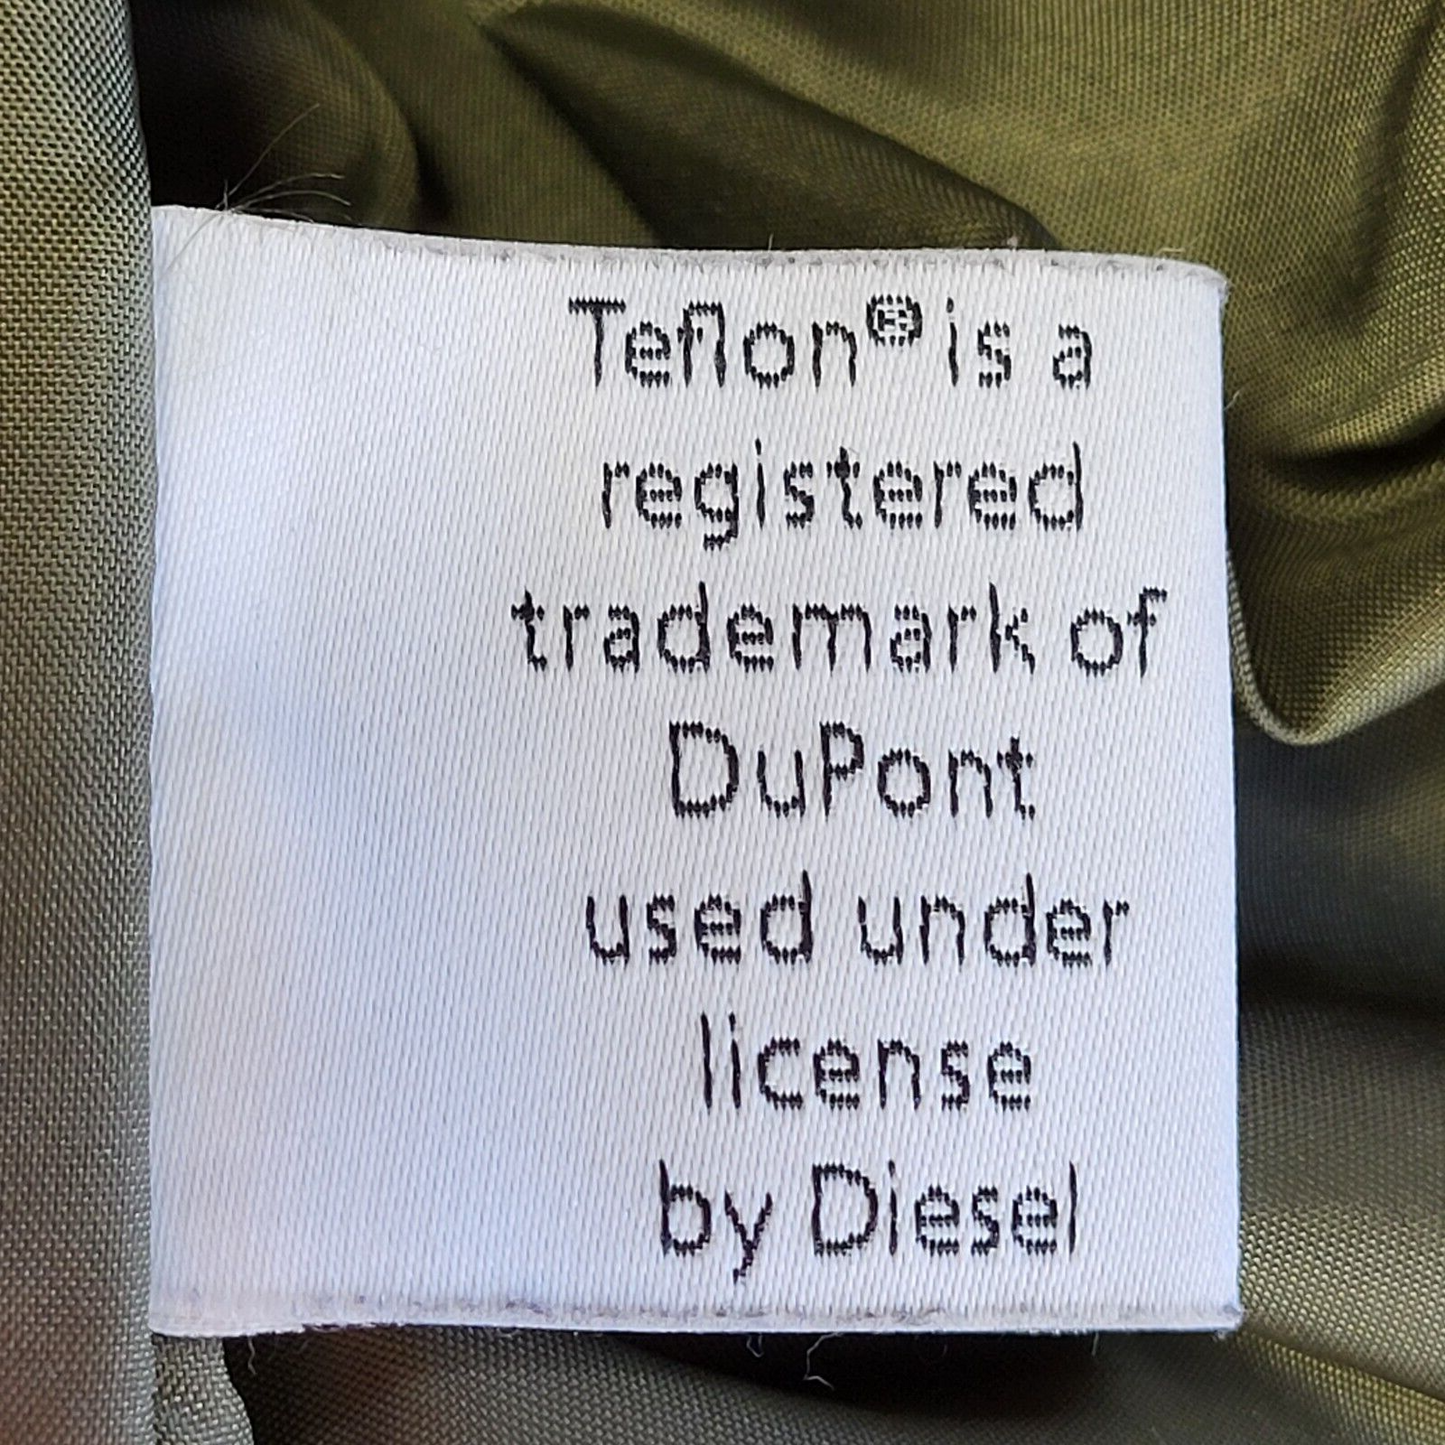 Teflon® is a
registered
trademark of
DuPont
used under
license
by Diesel